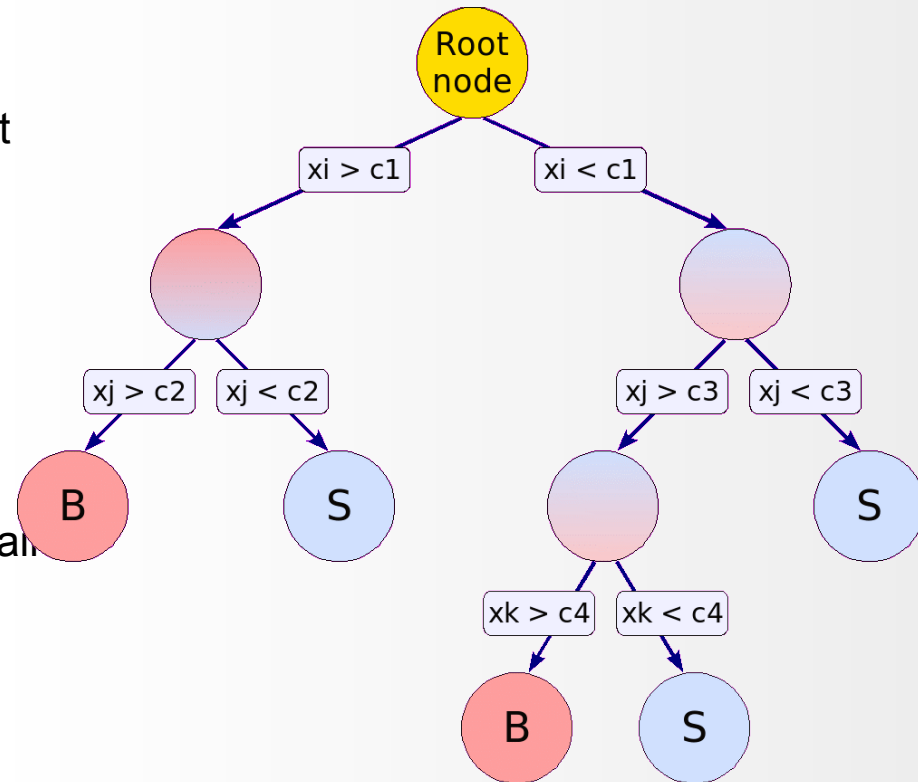 Root
node
t
xi > c1
xi < c1
xj > c2
xj < c2
xj > c3
xj < c3
B
S
S
xk > c4
xk < c4
B
S